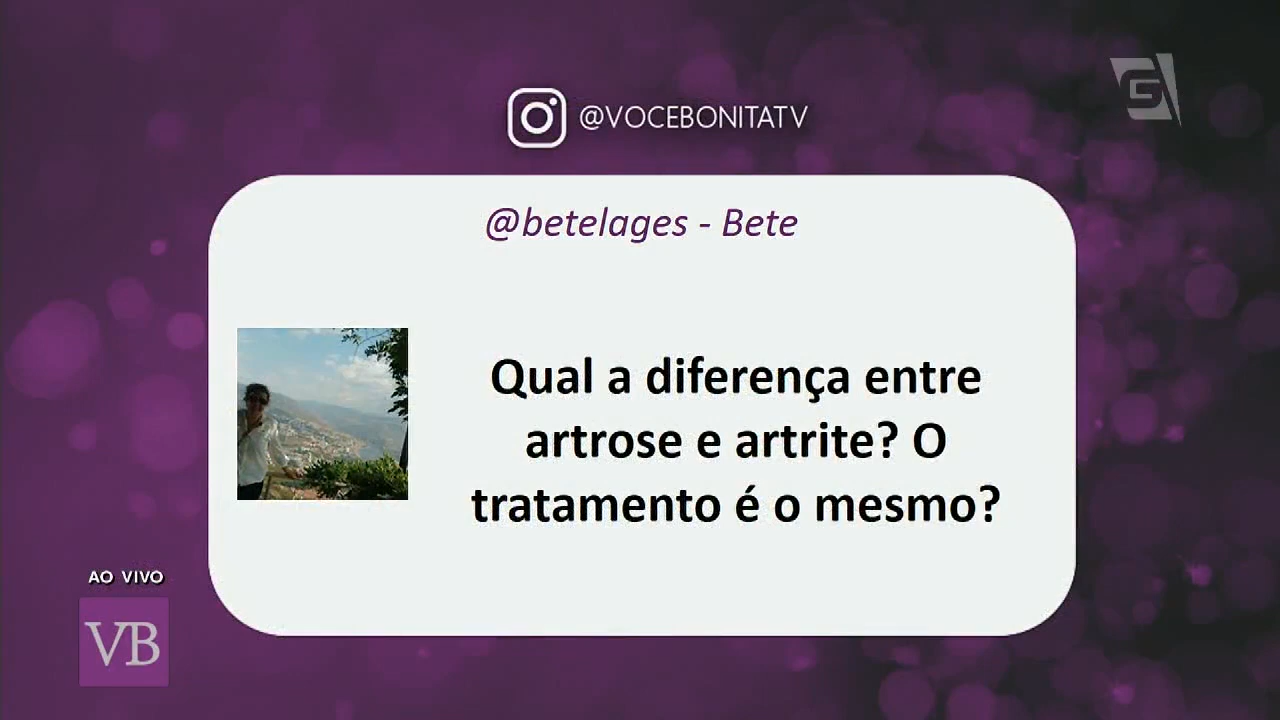 @VOCEBONITATV
@betelages - Bete
Qual a diferença entre
artrose e artrite? O
tratamento é o mesmo?
AO VIVO
VB